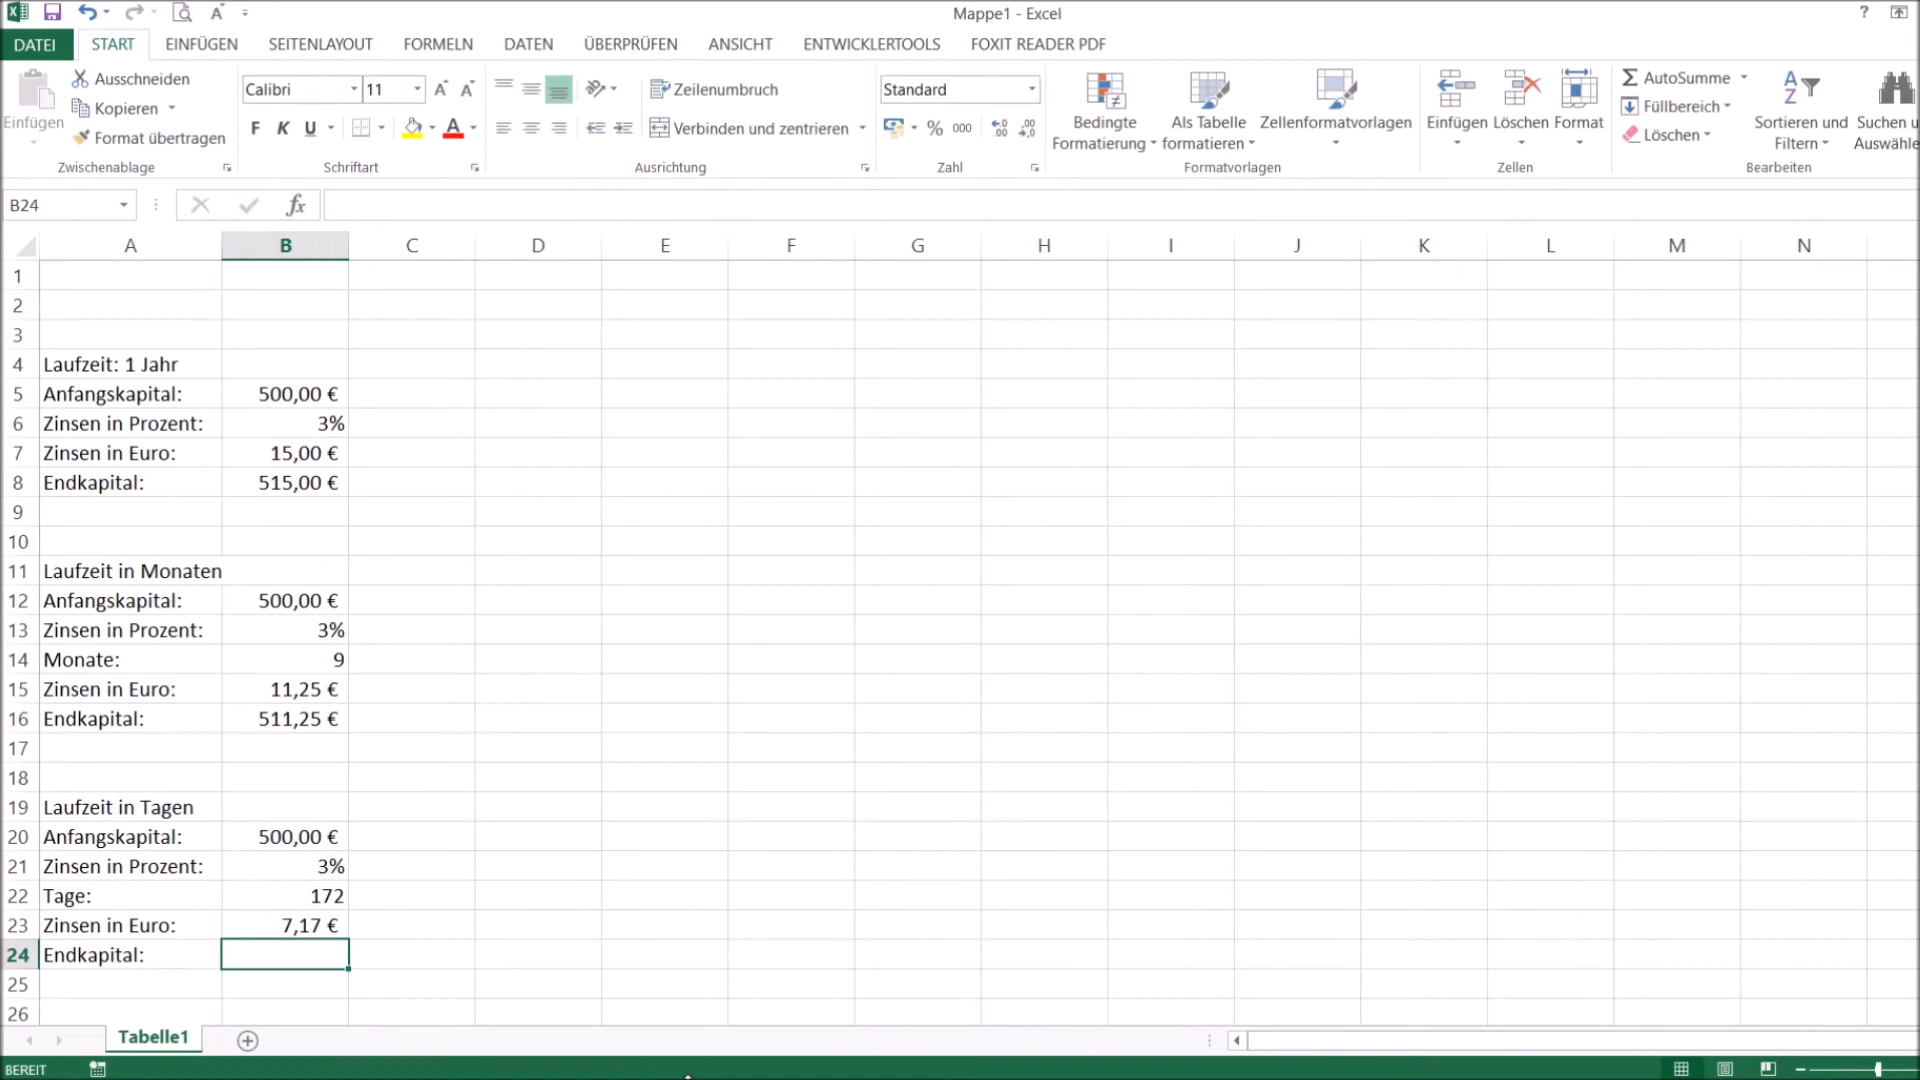 Mappe1 - Excel
?
DATEI START EINFÜGEN SEITENLAYOUT FORMELN DATEN ÜBERPRÜFEN ANSICHT ENTWICKLERTOOLS FOXIT READER PDF
Einfügen
Ausschneiden
Kopieren
Format übertragen
Zwischenablage
Calibri 11
F K U
Schriftart
Zeilenumbruch
Verbinden und zentrieren
Ausrichtung
Standard
% 000
Zahl
Bedingte
Formatierung
Als Tabelle
formatieren
Zellenformatvorlagen
Formatvorlagen
Einfügen Löschen Format
Zellen
AutoSumme
Füllbereich
Löschen
Sortieren und
Filtern
Suchen u
Auswähle
Bearbeiten
B24 fx
A B C D E F G H I J K L M N
1
2
3
4 Laufzeit: 1 Jahr
5 Anfangskapital: 500,00 €
6 Zinsen in Prozent: 3%
7 Zinsen in Euro: 15,00 €
8 Endkapital: 515,00 €
9
10
11 Laufzeit in Monaten
12 Anfangskapital: 500,00 €
13 Zinsen in Prozent: 3%
14 Monate: 9
15 Zinsen in Euro: 11,25 €
16 Endkapital: 511,25 €
17
18
19 Laufzeit in Tagen
20 Anfangskapital: 500,00 €
21 Zinsen in Prozent: 3%
22 Tage: 172
23 Zinsen in Euro: 7,17 €
24 Endkapital:
25
26
Tabelle1
BEREIT